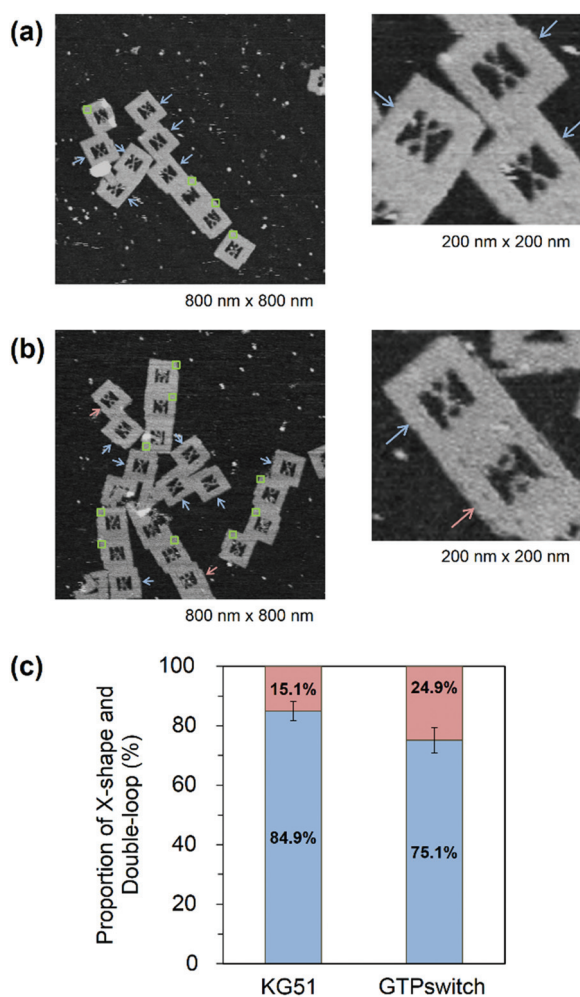 (a)
800 nm x 800 nm
200 nm x 200 nm
(b)
800 nm x 800 nm
200 nm x 200 nm
(c)
Proportion of X-shape and
Double-loop (%)
100
80
60
40
20
0
15.1%
84.9%
24.9%
75.1%
KG51
GTPswitch